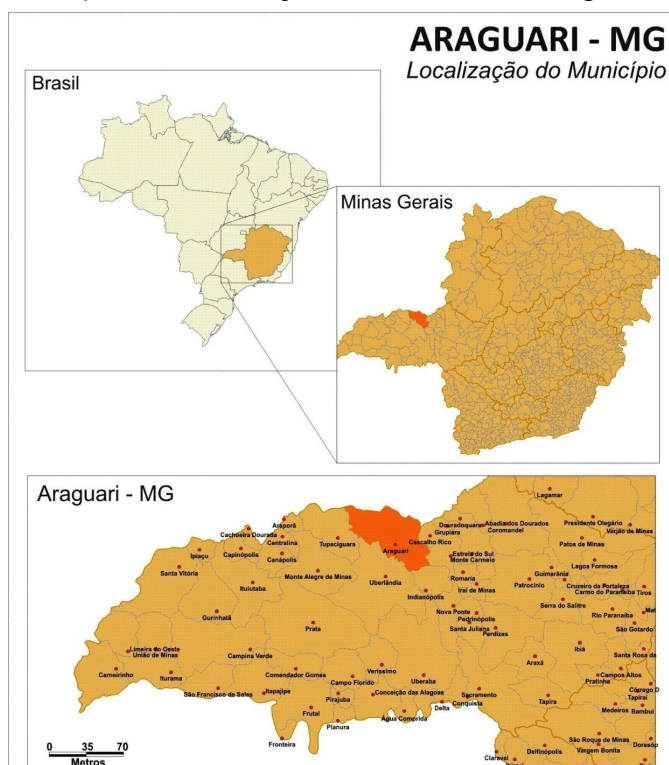 ARAGUARI - MG
Localização do Município
Brasil
Minas Gerais
Araguari - MG
Lagamar
Araporã
Douradoquara
Abadia dos Dourados
Presidente Olegário
Cachoeira Dourada
Grupiara
Coromandel
Varjão de Minas
Centralina
Tupaciguara
Cascalho Rico
Patos de Minas
Ipiaçu
Capinópolis
Canápolis
Araguari
Estrela do Sul
Monte Carmelo
Lagoa Formosa
Santa Vitória
Monte Alegre de Minas
Uberlândia
Romaria
Guimarânia
Ituiutaba
Indianópolis
Iraí de Minas
Patrocínio
Cruzeiro da Fortaleza
Carmo do Paranaíba
Tiros
Gurinhatã
Nova Ponte
Serra do Salitre
Pedrinópolis
Rio Paranaíba
Mat
Prata
Santa Juliana
Perdizes
São Gotardo
Limeira do Oeste
União de Minas
Campina Verde
Ibiá
Santa Rosa da
Araxá
Carneirinho
Iturama
Comendador Gomes
Veríssimo
Campo Florido
Uberaba
Campos Altos
Pratinha
São Francisco de Sales
Itapajipe
Pirajuba
Conceição das Alagoas
Sacramento
Conquista
Tapira
Córrego D
Tapiraí
Frutal
Delta
Medeiros
Bambuí
Planura
Água Comprida
Fronteira
São Roque de Minas
Claraval
Delfinópolis
Vargem Bonita
Doresóp
0 35 70
Metros